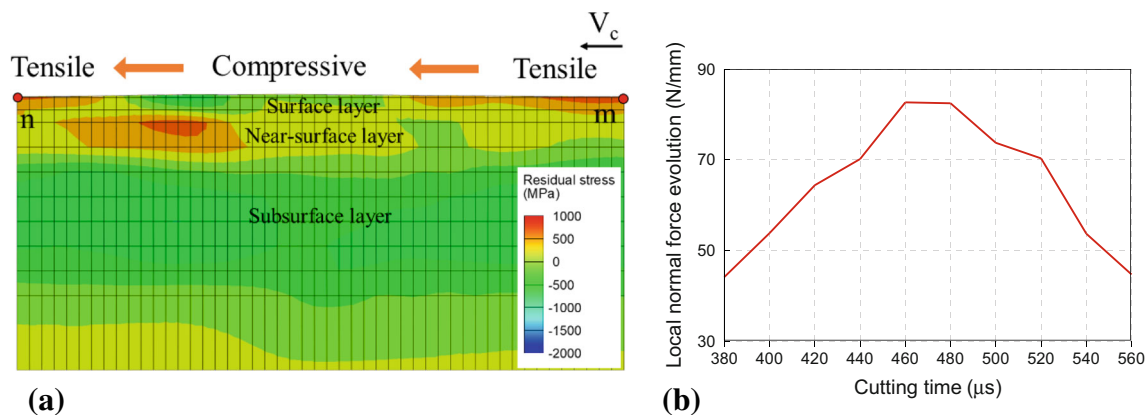 V_c
Tensile Compressive Tensile
n Surface layer m
Near-surface layer
Subsurface layer
Residual stress
(MPa)
1000
500
0
-500
-1000
-1500
-2000
(a)
Local normal force evolution (N/mm)
90
70
50
30
380 400 420 440 460 480 500 520 540 560
Cutting time (μs)
(b)